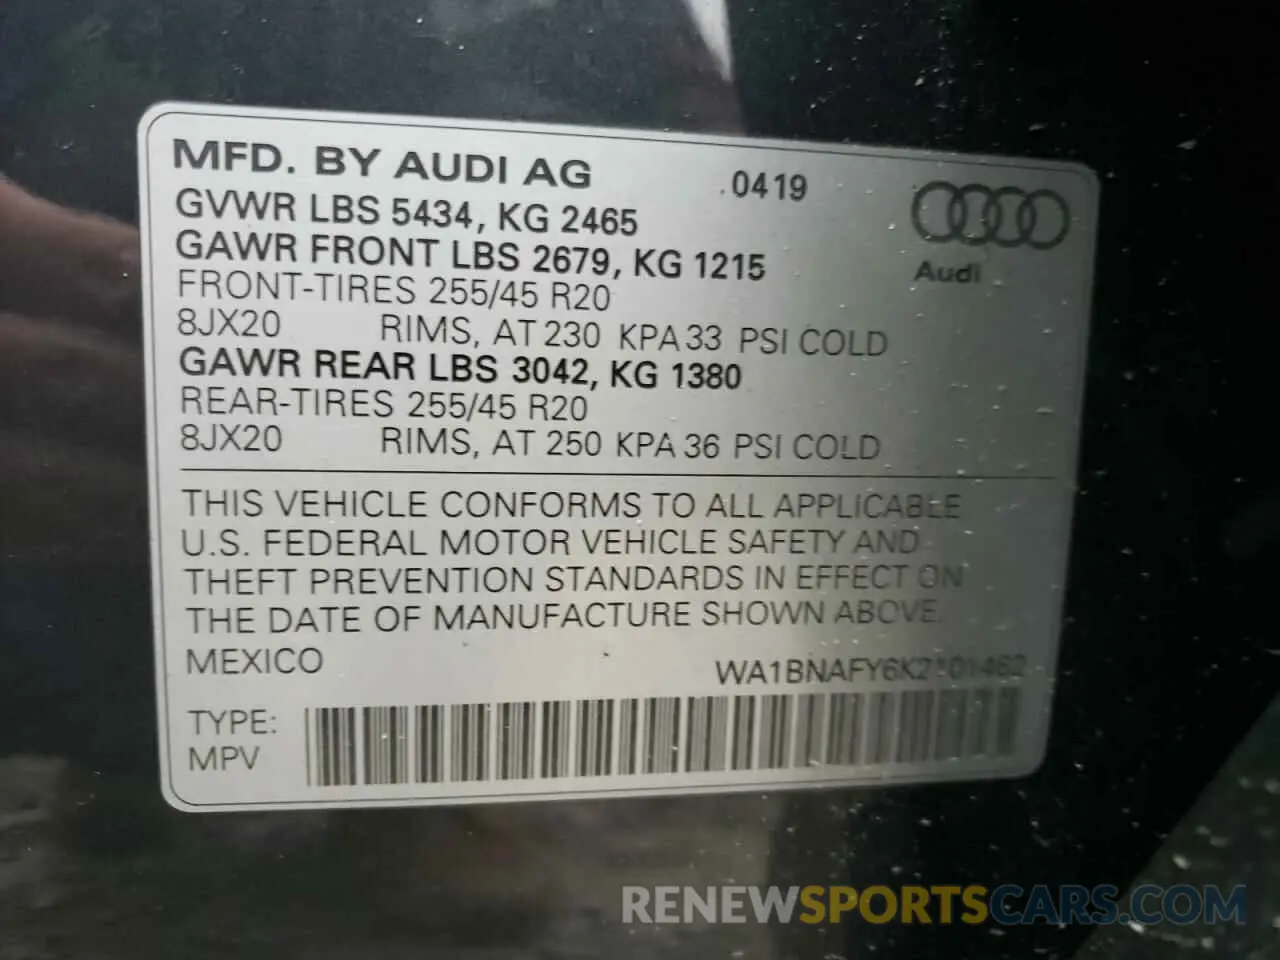 MFD. BY AUDI AG 0419
GVWR LBS 5434, KG 2465
GAWR FRONT LBS 2679, KG 1215
Audi
FRONT-TIRES 255/45 R20
8JX20 RIMS, AT 230 KPA 33 PSI COLD
GAWR REAR LBS 3042, KG 1380
REAR-TIRES 255/45 R20
8JX20 RIMS, AT 250 KPA 36 PSI COLD
THIS VEHICLE CONFORMS TO ALL APPLICABLE
U.S. FEDERAL MOTOR VEHICLE SAFETY AND
THEFT PREVENTION STANDARDS IN EFFECT ON
THE DATE OF MANUFACTURE SHOWN ABOVE.
MEXICO WA1BNAFY6K2101462
TYPE:
MPV
RENEWSPORTSCARS.COM